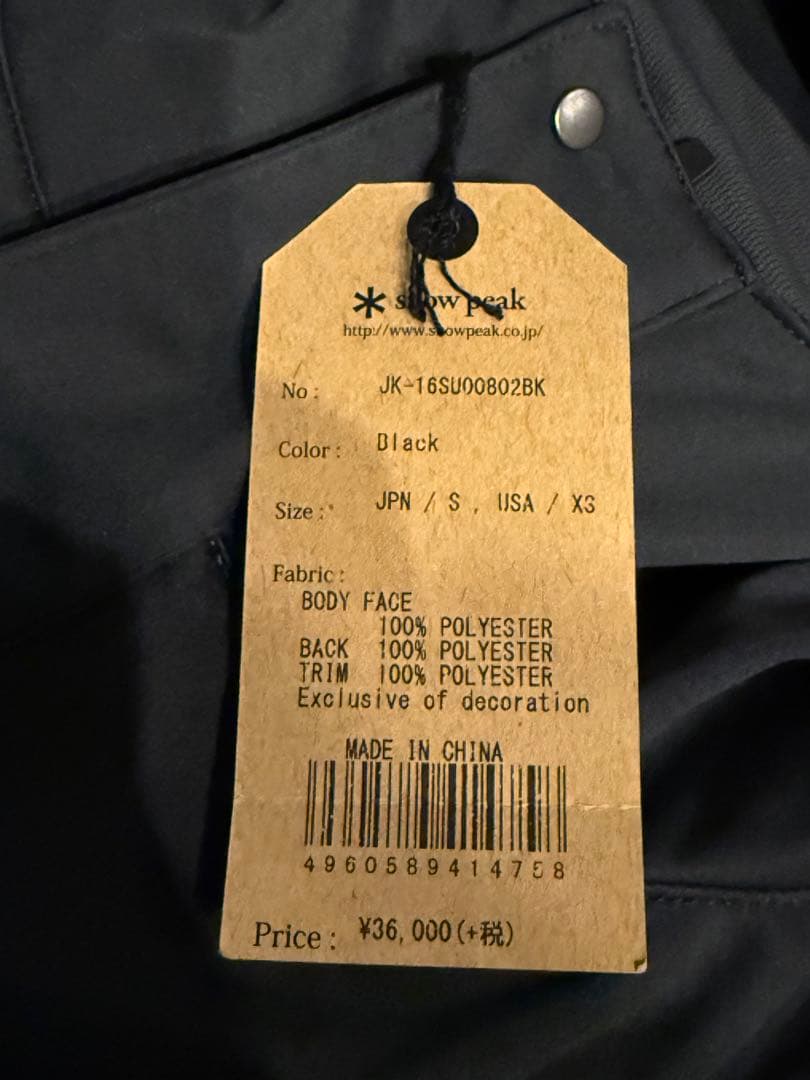 snow peak
http://www.snowpeak.co.jp/
No : JK-16SU00802BK
Color : Black
Size : JPN / S , USA / XS
Fabric :
BODY FACE
100% POLYESTER
BACK 100% POLYESTER
TRIM 100% POLYESTER
Exclusive of decoration
MADE IN CHINA
4960589414758
Price : ¥36,000(+税)